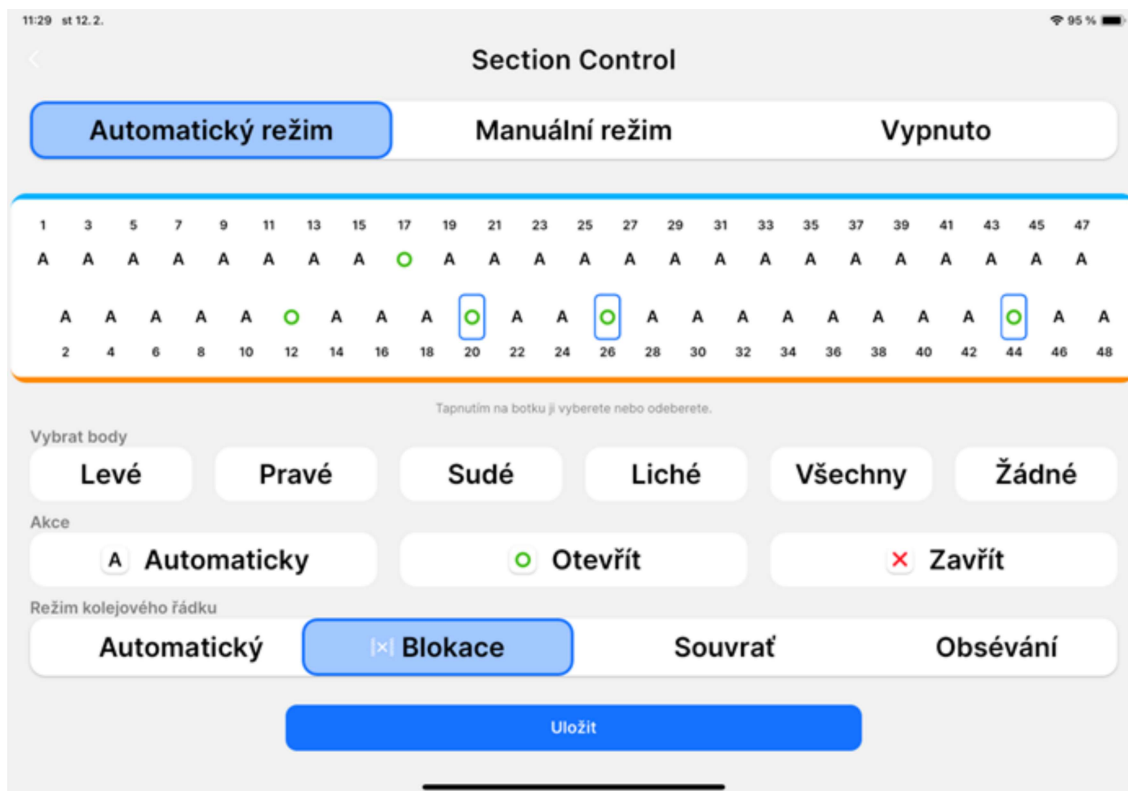 11:29 st 12. 2. 95 %
Section Control
Automatický režim Manuální režim Vypnuto
1 3 5 7 9 11 13 15 17 19 21 23 25 27 29 31 33 35 37 39 41 43 45 47
A A A A A A A A O A A A A A A A A A A A A A A A
A A A A A O A A A O A A O A A A A A A A A O A A
2 4 6 8 10 12 14 16 18 20 22 24 26 28 30 32 34 36 38 40 42 44 46 48
Tapnutím na botku ji vyberete nebo odeberete.
Vybrat body
Levé Pravé Sudé Liché Všechny Žádné
Akce
A Automaticky O Otevřít × Zavřít
Režim kolejového řádku
Automatický |×| Blokace Souvrať Obsévání
Uložit